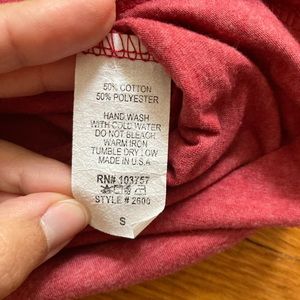 50% COTTON
50% POLYESTER
HAND WASH
WITH COLD WATER
DO NOT BLEACH
WARM IRON
TUMBLE DRY LOW
MADE IN U.S.A
RN# 103757
STYLE # 2600
S